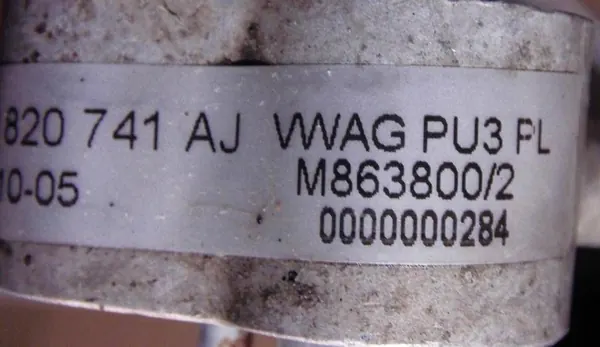 820 741 AJ VWAG PU3 PL
10-05 M863800/2
0000000284